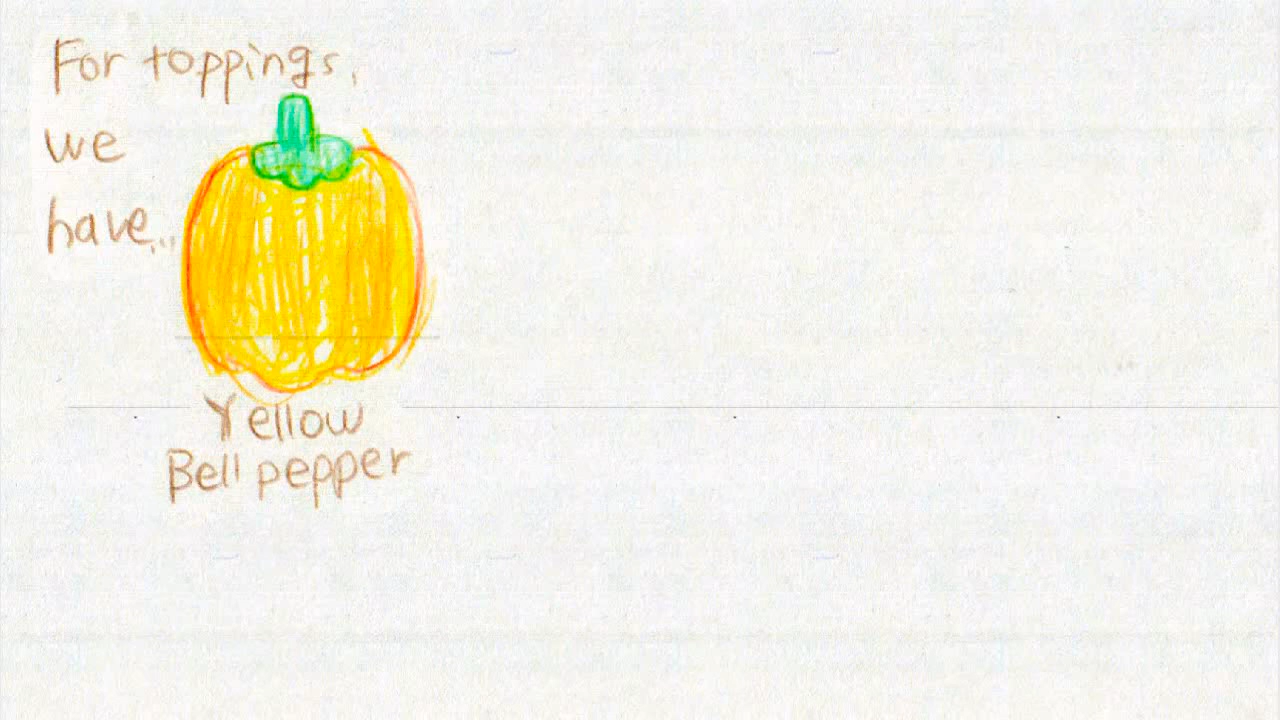 For toppings,
we
have...
Yellow
Bell pepper